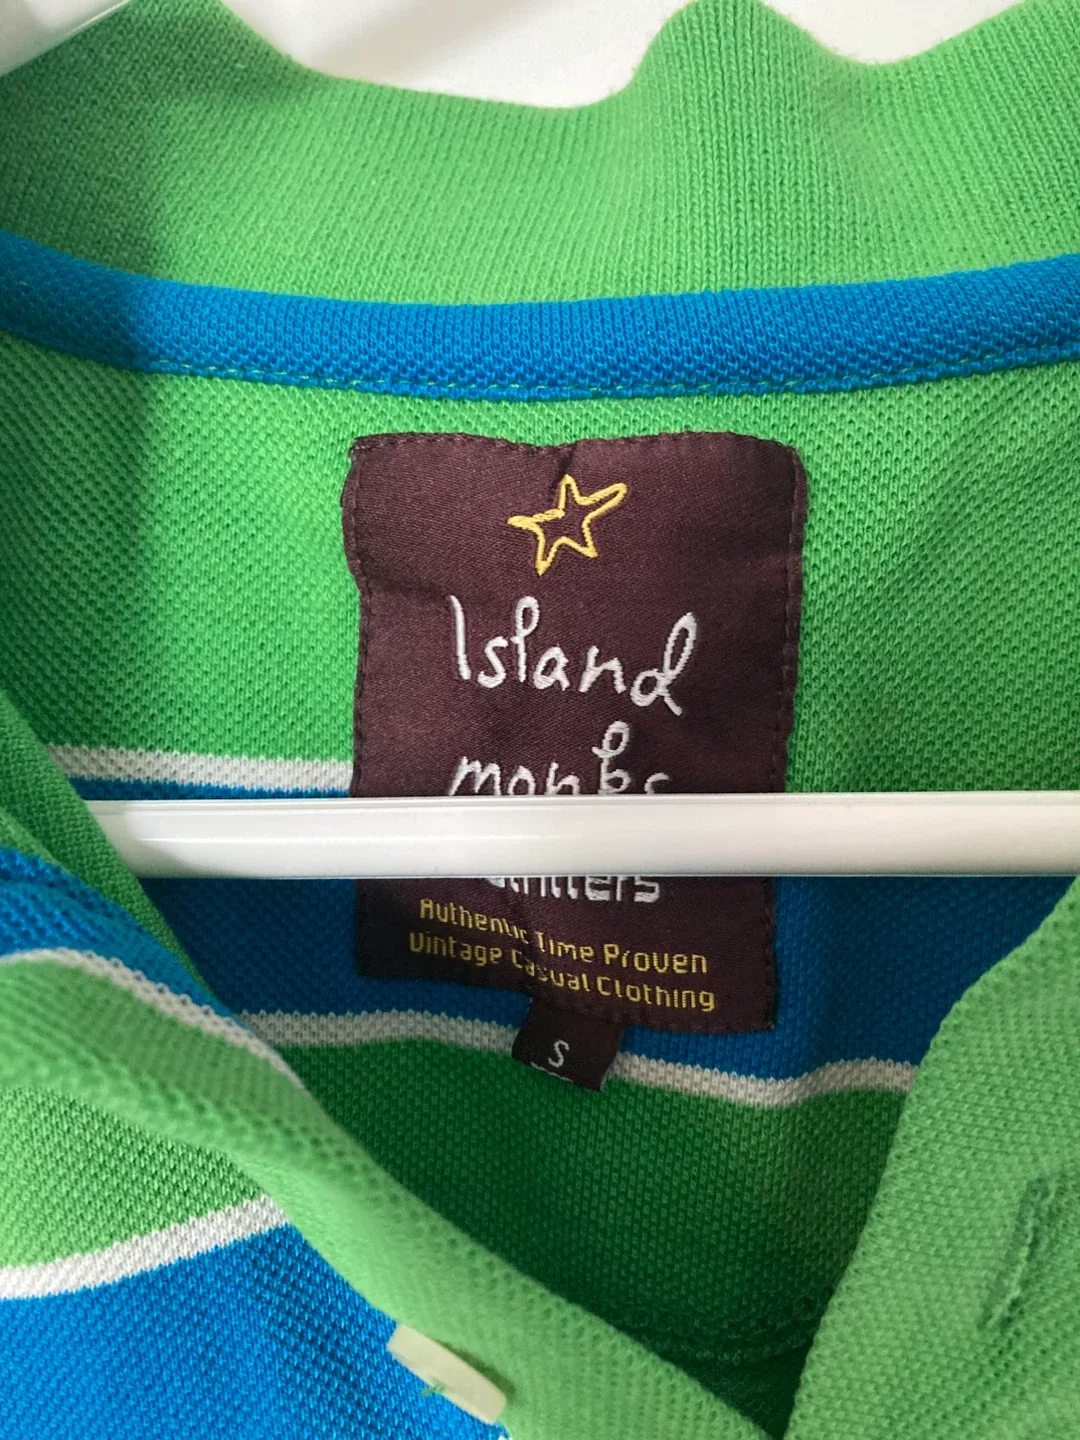 Island
monks
Authentic Time Proven
Vintage Casual Clothing
S